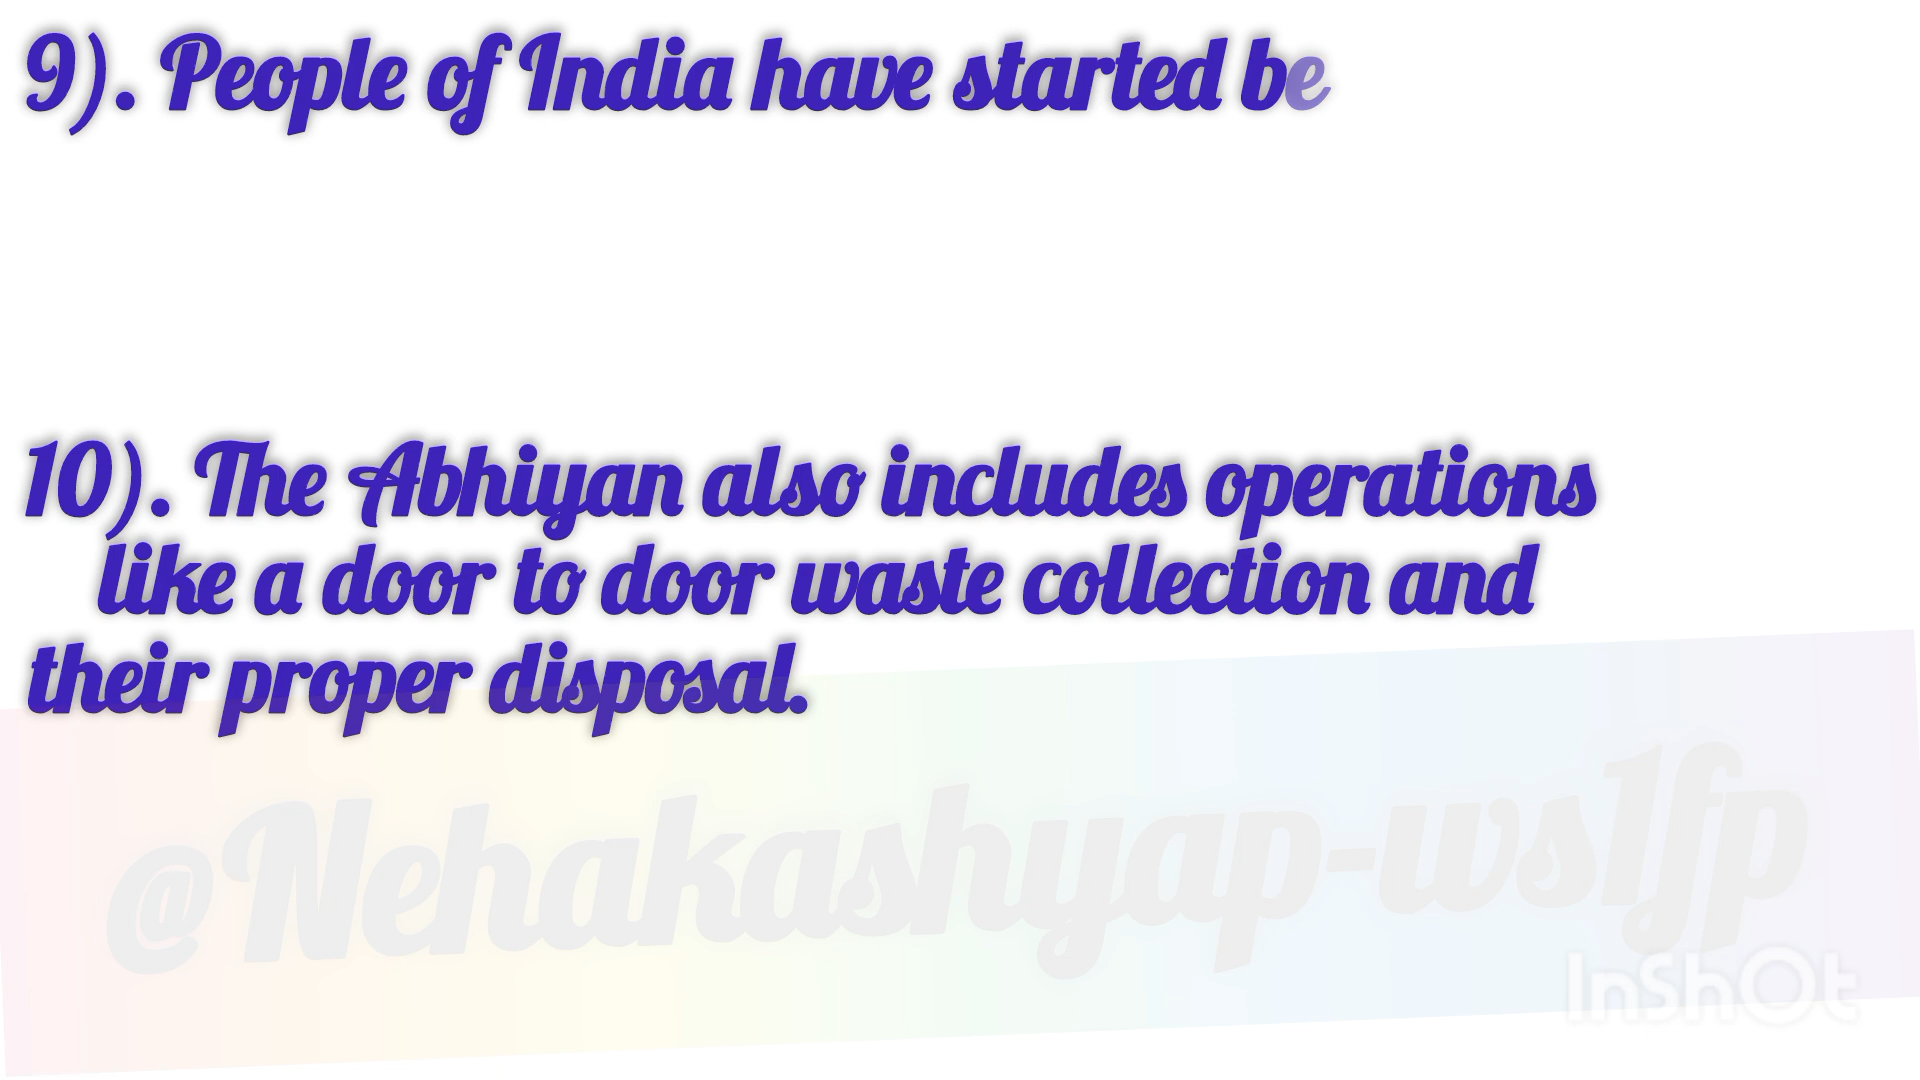 9). People of India have started be
10). The Abhiyan also includes operations
like a door to door waste collection and
their proper disposal.
@Nehakashyap-ws1fp
InShOt